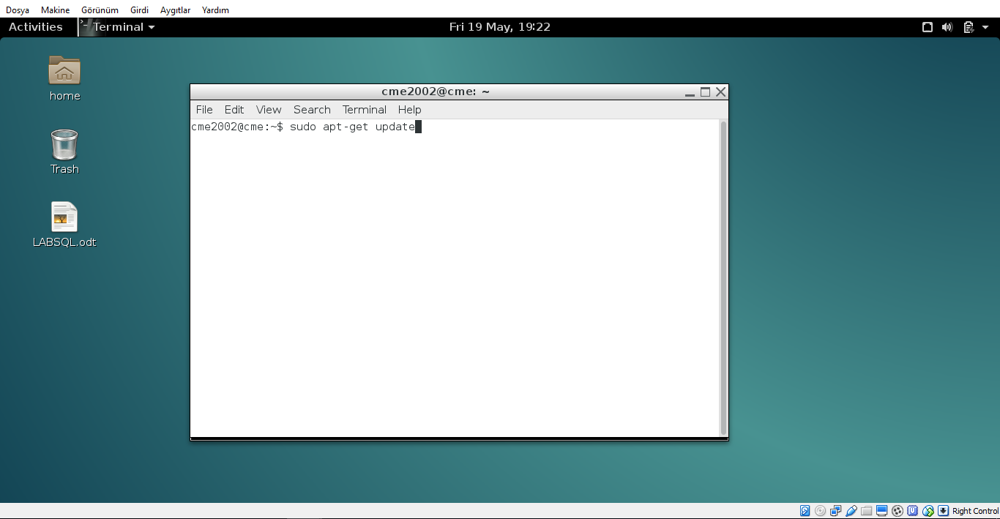 Dosya Makine Görünüm Girdi Aygıtlar Yardım
Activities Terminal Fri 19 May, 19:22
home
Trash
LABSQL.odt
cme2002@cme: ~
File Edit View Search Terminal Help
cme2002@cme:~$ sudo apt-get update
Right Control